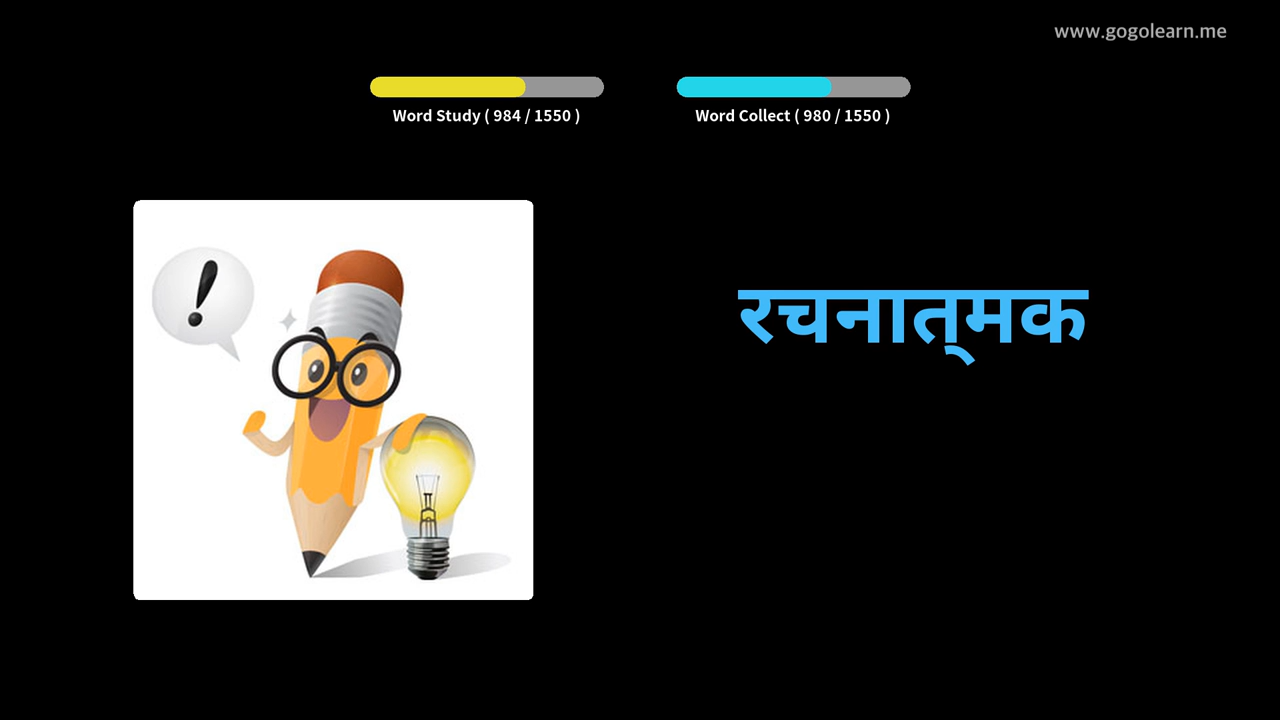 www.gogolearn.me
Word Study ( 984 / 1550 )
Word Collect ( 980 / 1550 )
!
रचनात्‌मक